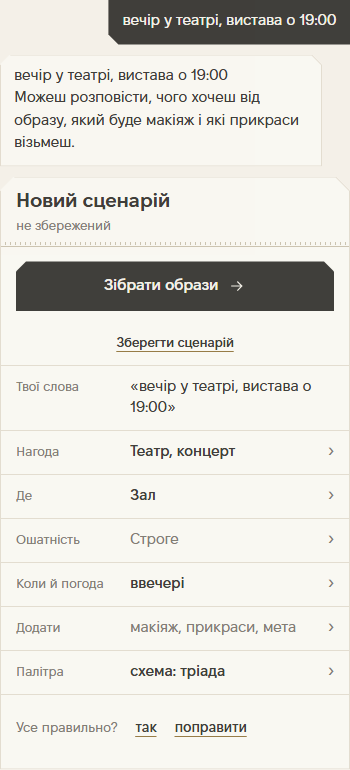 вечір у театрі, вистава о 19:00
вечір у театрі, вистава о 19:00
Можеш розповісти, чого хочеш від
образу, який буде макіяж і які прикраси
візьмеш.
Новий сценарій
не збережений
Зібрати образи →
Зберегти сценарій
Твої слова «вечір у театрі, вистава о
19:00»
Нагода Театр, концерт ›
Де Зал ›
Ошатність Строге ›
Коли й погода ввечері ›
Додати макіяж, прикраси, мета ›
Палітра схема: тріада ›
Усе правильно? так поправити